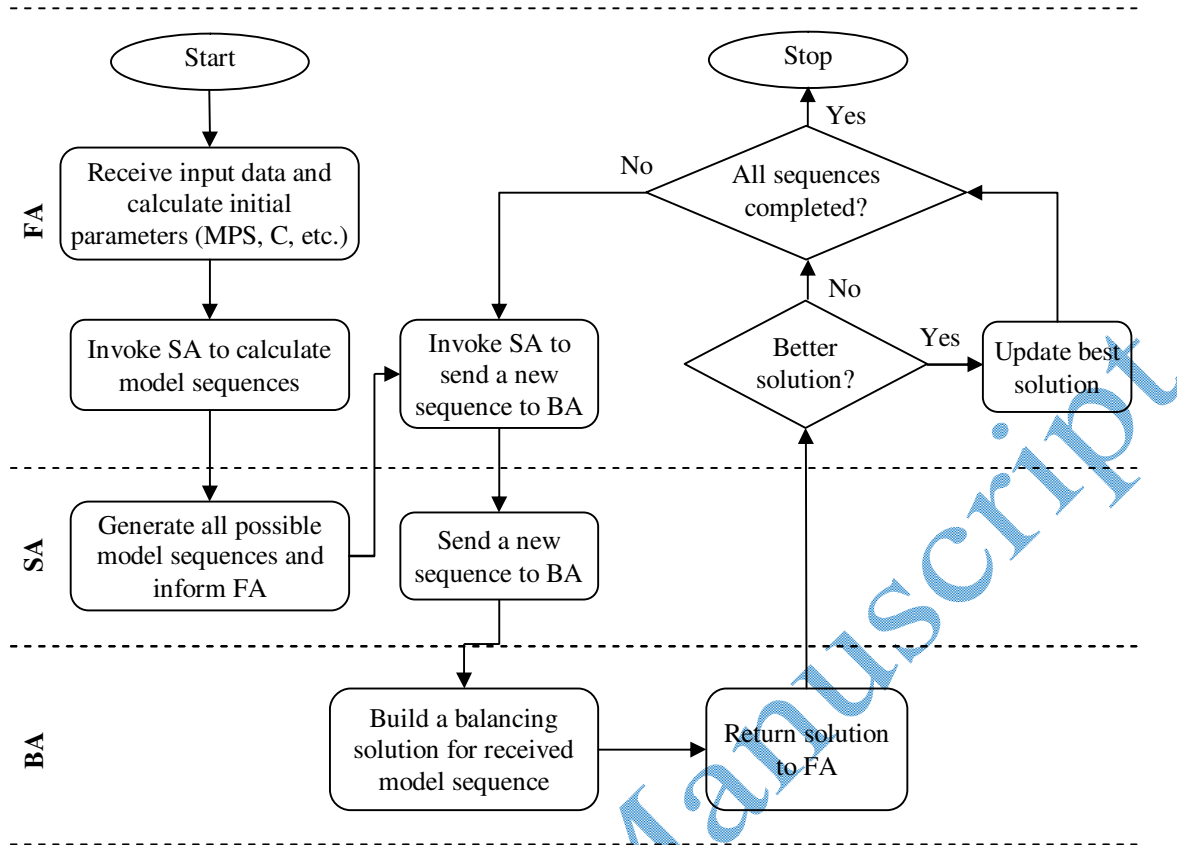 Start
Stop
Yes
No
Receive input data and
calculate initial
parameters (MPS, C, etc.)
All sequences
completed?
FA
No
Invoke SA to calculate
model sequences
Invoke SA to
send a new
sequence to BA
Better
solution?
Yes
Update best
solution
SA
Generate all possible
model sequences and
inform FA
Send a new
sequence to BA
BA
Build a balancing
solution for received
model sequence
Return solution
to FA
Manuscript